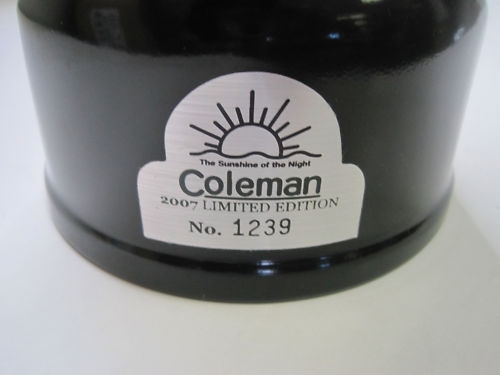 The Sunshine of the Night
Coleman
2007 LIMITED EDITION
No. 1239